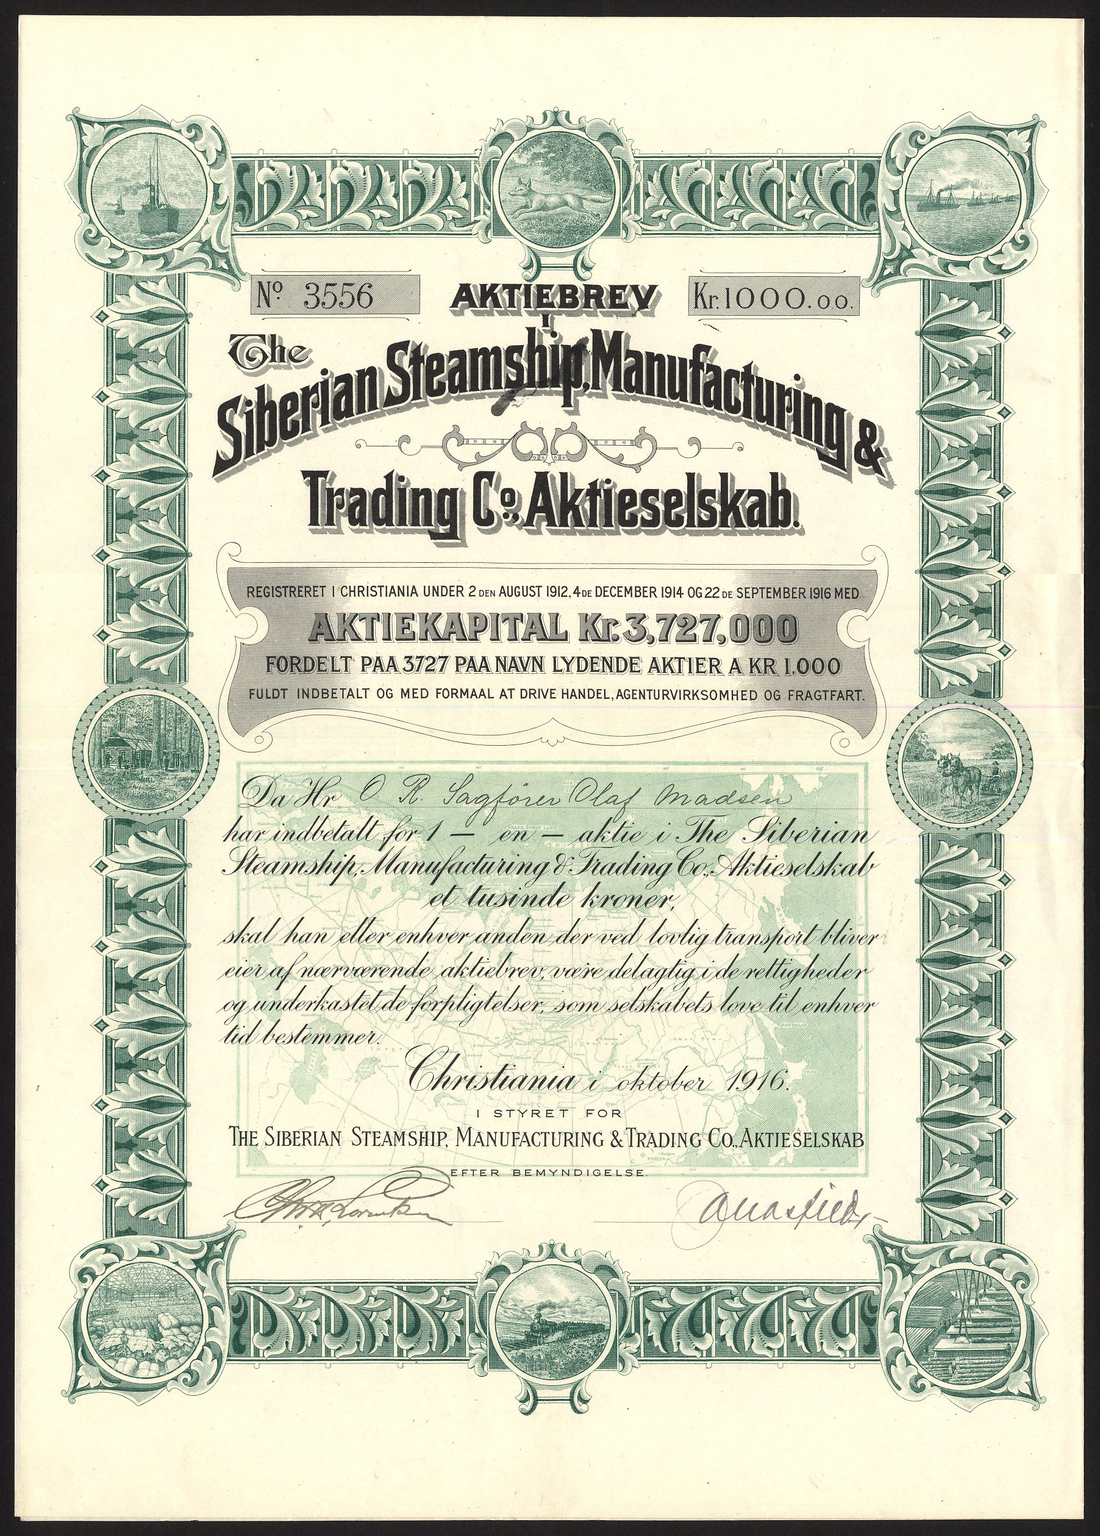 Nº 3556
AKTIEBREV
Kr. 1000.00.
I
The
Siberian Steamship, Manufacturing &
Trading Co., Aktieselskab.
REGISTRERET I CHRISTIANIA UNDER 2 DEN AUGUST 1912, 4 DE DECEMBER 1914 OG 22 DE SEPTEMBER 1916 MED
AKTIEKAPITAL Kr. 3,727,000
FORDELT PAA 3727 PAA NAVN LYDENDE AKTIER A KR 1.000
FULDT INDBETALT OG MED FORMAAL AT DRIVE HANDEL, AGENTURVIRKSOMHED OG FRAGTFART.
Da Hr. O. R. Sagfører Olaf Madsen
har indbetalt for 1 — en — aktie i The Siberian
Steamship, Manufacturing & Trading Co., Aktieselskab
et tusinde kroner,
skal han eller enhver anden der ved lovlig transport bliver
eier af nærværende aktiebrev, være delagtig i de rettigheder
og underkastet de forpligtelser, som selskabets love til enhver
tid bestemmer.
Christiania i oktober 1916.
I STYRET FOR
THE SIBERIAN STEAMSHIP, MANUFACTURING & TRADING CO., AKTIESELSKAB
EFTER BEMYNDIGELSE.